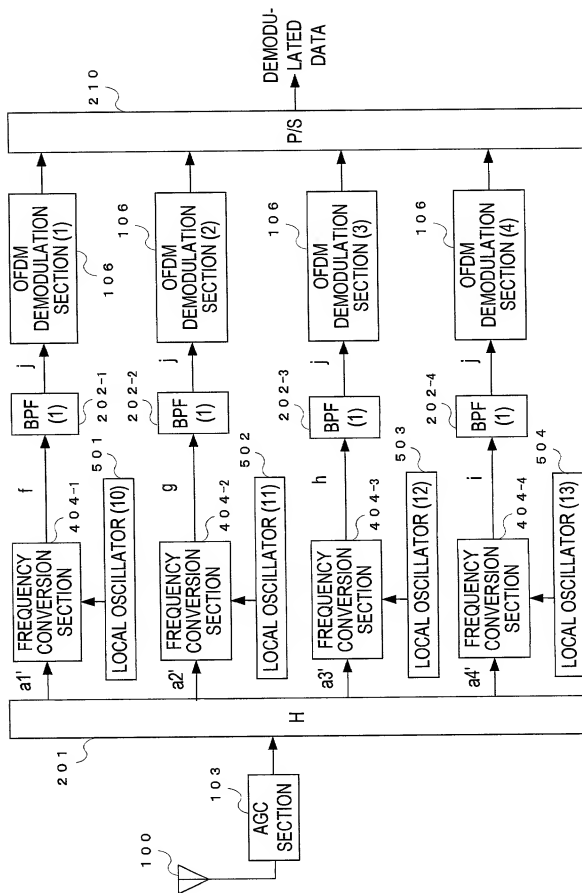 100
103
AGC
SECTION
201
H
a1'
FREQUENCY
CONVERSION
SECTION
404-1
LOCAL OSCILLATOR (10)
501
f
BPF
(1)
202-1
j
OFDM
DEMODULATION
SECTION (1)
106
a2'
FREQUENCY
CONVERSION
SECTION
404-2
LOCAL OSCILLATOR (11)
502
g
BPF
(1)
202-2
j
OFDM
DEMODULATION
SECTION (2)
106
a3'
FREQUENCY
CONVERSION
SECTION
404-3
LOCAL OSCILLATOR (12)
503
h
BPF
(1)
202-3
j
OFDM
DEMODULATION
SECTION (3)
106
a4'
FREQUENCY
CONVERSION
SECTION
404-4
LOCAL OSCILLATOR (13)
504
i
BPF
(1)
202-4
j
OFDM
DEMODULATION
SECTION (4)
106
P/S
210
DEMODU-
LATED
DATA